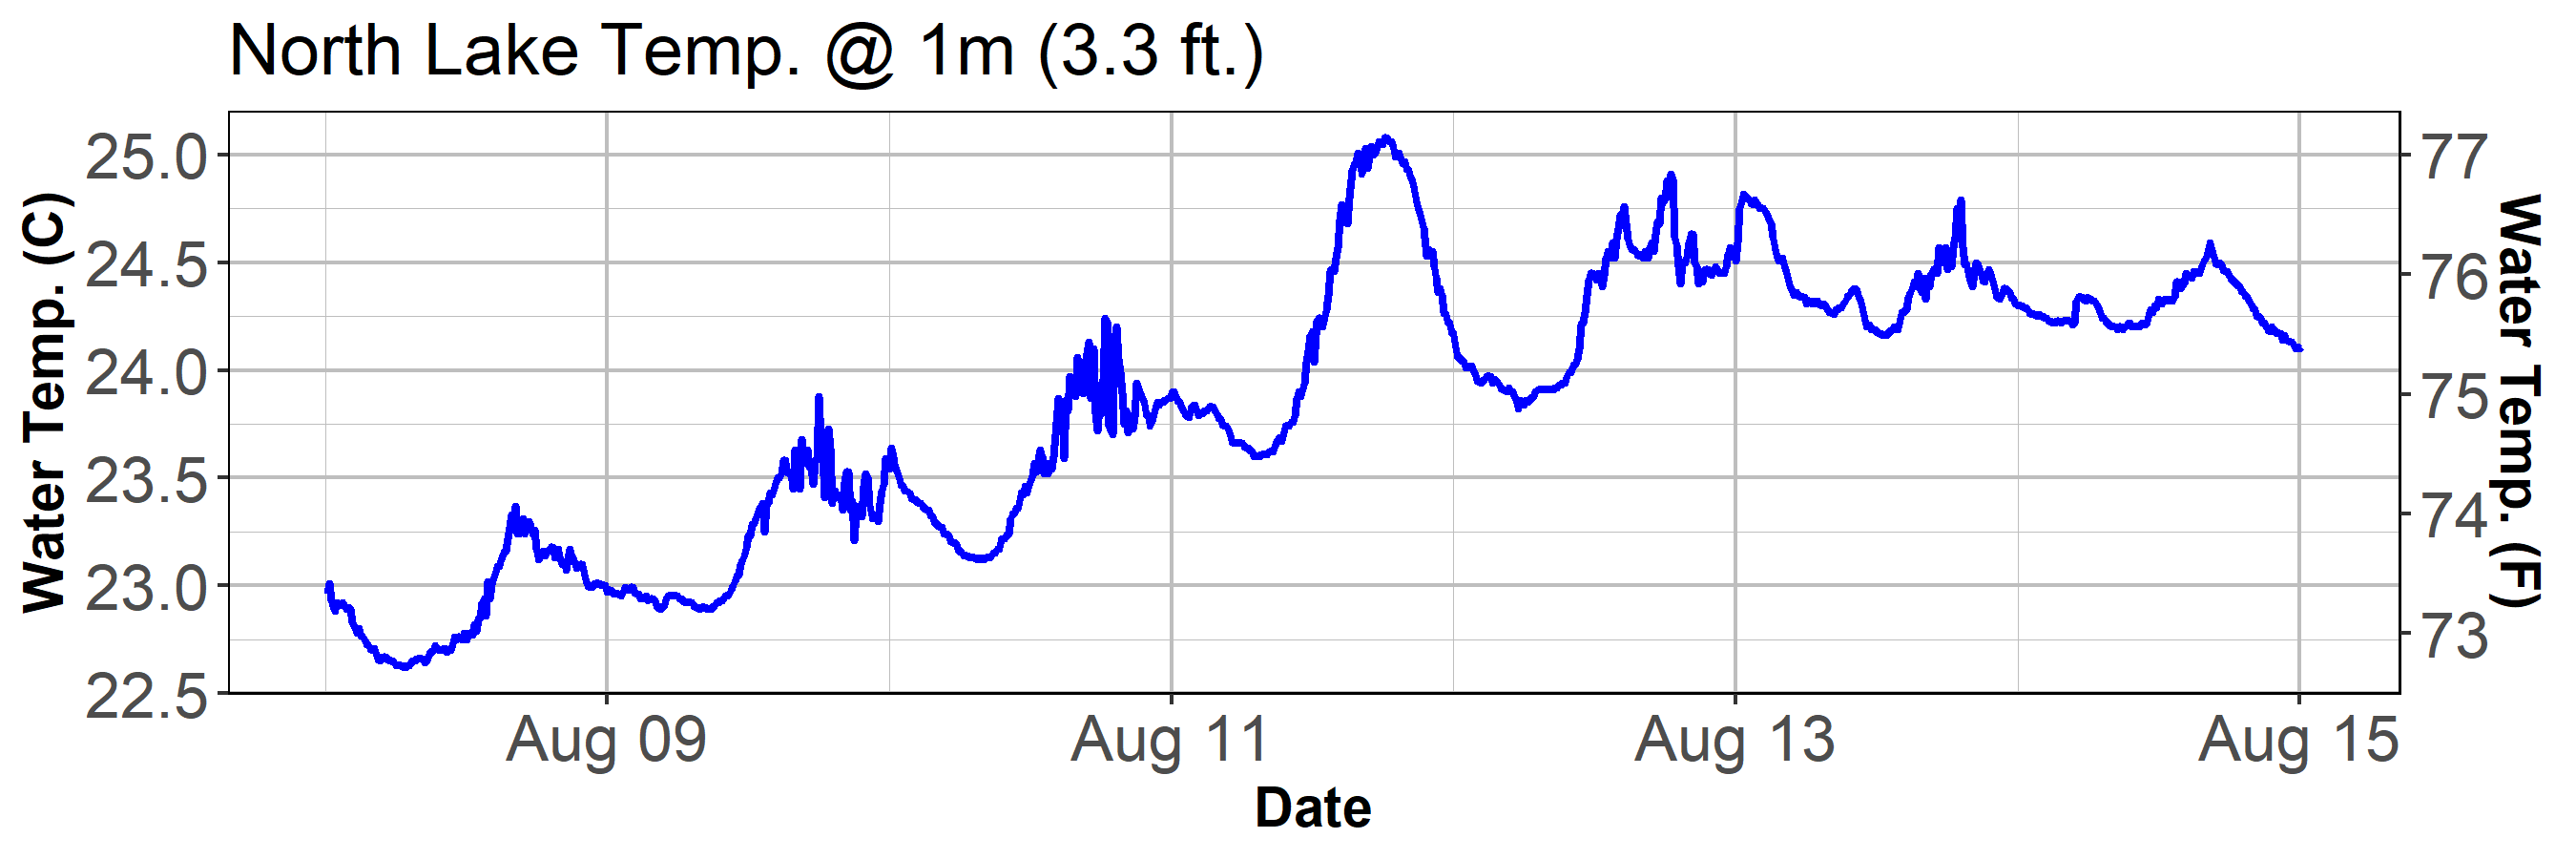 North Lake Temp. @ 1m (3.3 ft.)
Water Temp. (C)
25.0
24.5
24.0
23.5
23.0
22.5
77
76
75
74
73
Water Temp. (F)
Aug 09 Aug 11 Aug 13 Aug 15
Date